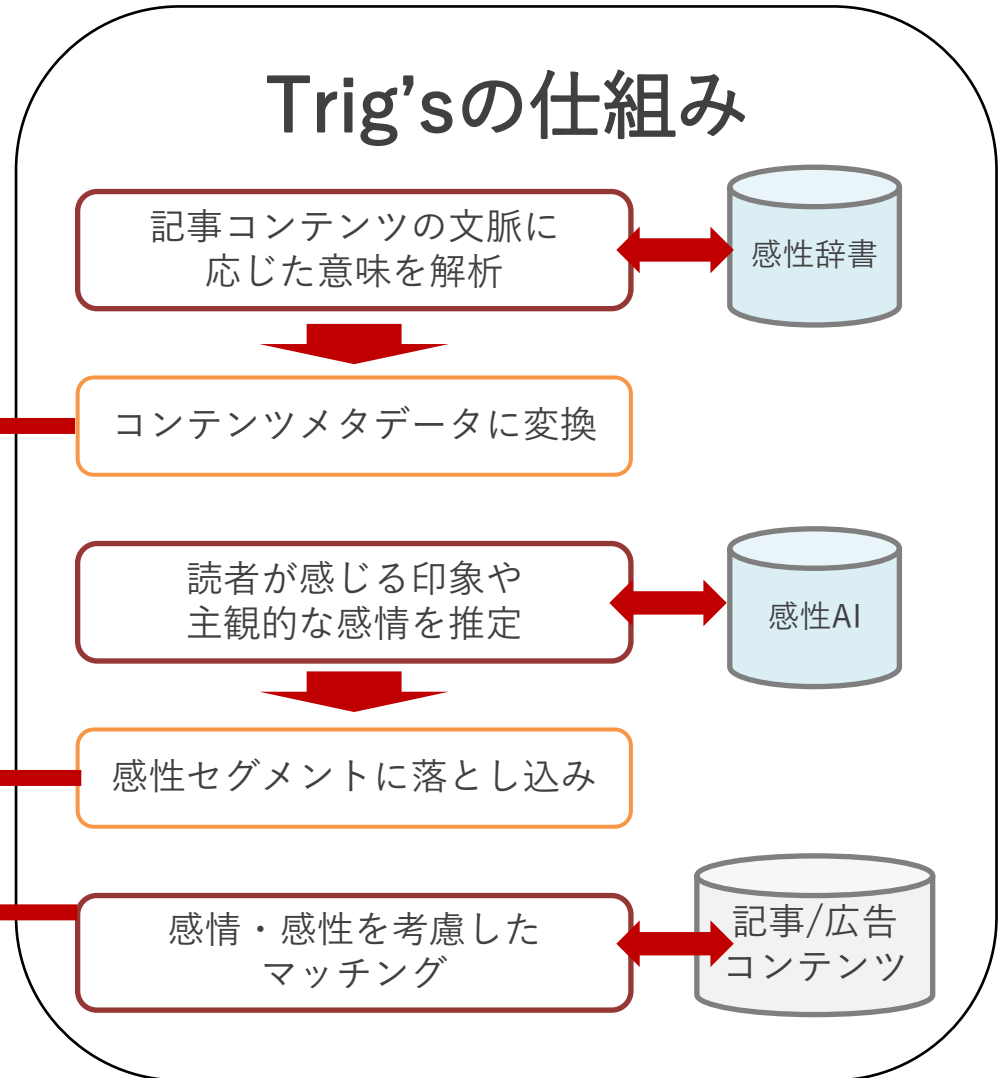 Trig’sの仕組み
記事コンテンツの文脈に
応じた意味を解析
感性辞書
コンテンツメタデータに変換
読者が感じる印象や
主観的な感情を推定
感性AI
感性セグメントに落とし込み
感情・感性を考慮した
マッチング
記事/広告
コンテンツ